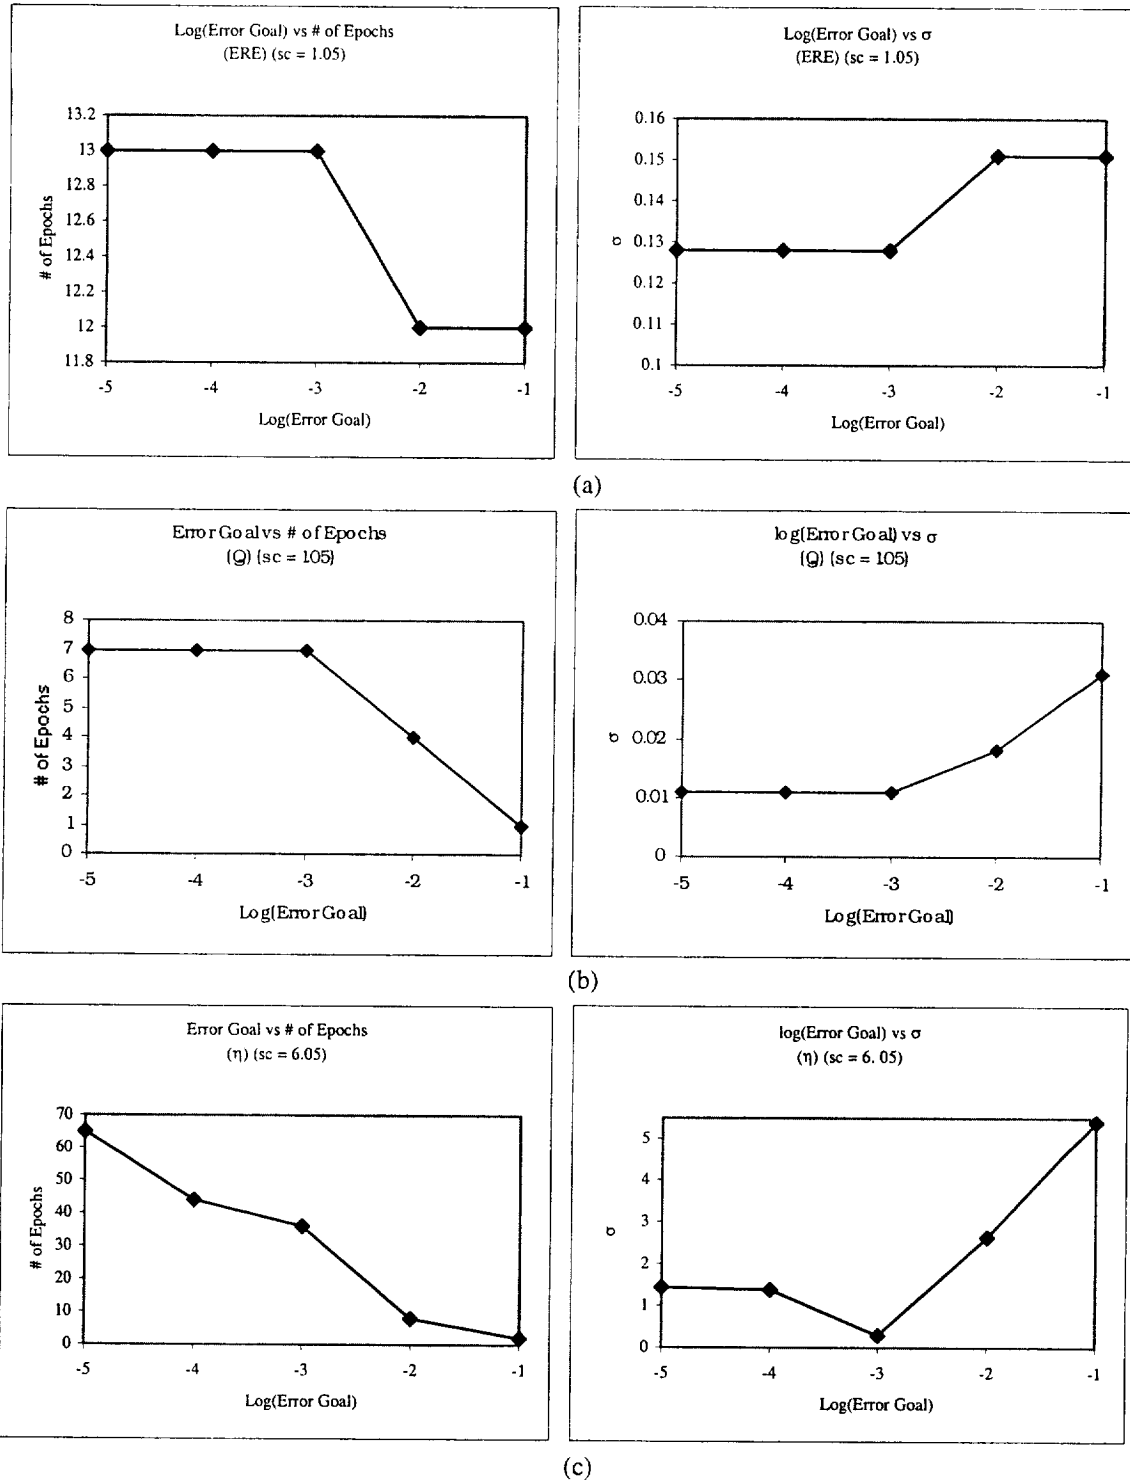 Log(Error Goal) vs # of Epochs
(ERE) (sc = 1.05)
13.2
13
12.8
12.6
12.4
12.2
12
11.8
# of Epochs
-5 -4 -3 -2 -1
Log(Error Goal)
Log(Error Goal) vs σ
(ERE) (sc = 1.05)
0.16
0.15
0.14
0.13
0.12
0.11
0.1
σ
-5 -4 -3 -2 -1
Log(Error Goal)
(a)
Error Goal vs # of Epochs
(Q) (sc = 105)
8
7
6
5
4
3
2
1
0
# of Epochs
-5 -4 -3 -2 -1
Log(Error Goal)
log(Error Goal) vs σ
(Q) (sc = 105)
0.04
0.03
0.02
0.01
0
σ
-5 -4 -3 -2 -1
Log(Error Goal)
(b)
Error Goal vs # of Epochs
(η) (sc = 6.05)
70
60
50
40
30
20
10
0
# of Epochs
-5 -4 -3 -2 -1
Log(Error Goal)
log(Error Goal) vs σ
(η) (sc = 6. 05)
5
4
3
2
1
0
σ
-5 -4 -3 -2 -1
Log(Error Goal)
(c)